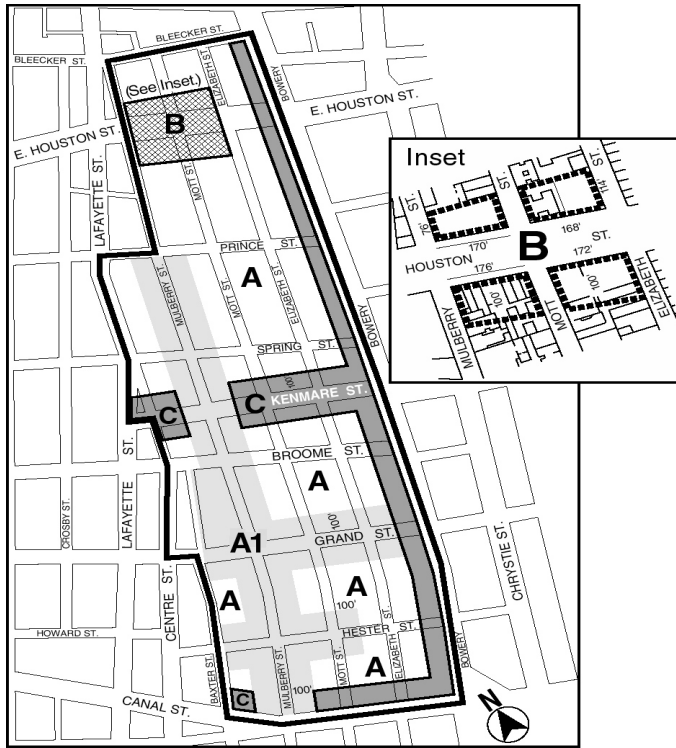 BLEECKER ST.
BLEECKER ST.
(See Inset.)
ELIZABETH ST.
BOWERY
E. HOUSTON ST.
E. HOUSTON ST.
B
LAFAYETTE ST.
MOTT ST.
PRINCE ST.
MULBERRY ST.
MOTT ST.
A
ELIZABETH ST.
BOWERY
SPRING ST.
100'
C
C
KENMARE ST.
BROOME ST.
A
CROSBY ST.
LAFAYETTE ST.
100'
A1
GRAND ST.
CENTRE ST.
A
A
100'
CHRYSTIE ST.
HOWARD ST.
HESTER ST.
BAXTER ST.
MULBERRY ST.
MOTT ST.
A
ELIZABETH ST.
BOWERY
C
100'
CANAL ST.
N
Inset
ST.
ST.
76'
114'
170'
168'
B
HOUSTON ST.
176'
172'
100'
100'
MULBERRY
MOTT
ELIZABETH